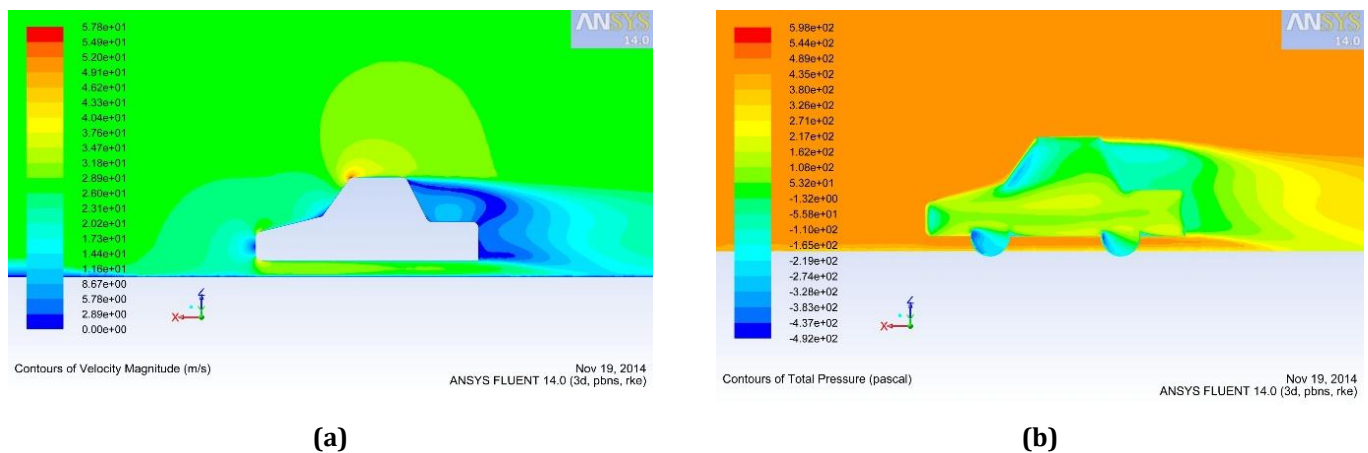 5.78e+01
5.49e+01
5.20e+01
4.91e+01
4.62e+01
4.33e+01
4.04e+01
3.76e+01
3.47e+01
3.18e+01
2.89e+01
2.60e+01
2.31e+01
2.02e+01
1.73e+01
1.44e+01
1.16e+01
8.67e+00
5.78e+00
2.89e+00
0.00e+00
ANSYS
14.0
Z
X
Contours of Velocity Magnitude (m/s)
Nov 19, 2014
ANSYS FLUENT 14.0 (3d, pbns, rke)
(a)
5.98e+02
5.44e+02
4.89e+02
4.35e+02
3.80e+02
3.26e+02
2.71e+02
2.17e+02
1.62e+02
1.08e+02
5.32e+01
-1.32e+00
-5.58e+01
-1.10e+02
-1.65e+02
-2.19e+02
-2.74e+02
-3.28e+02
-3.83e+02
-4.37e+02
-4.92e+02
ANSYS
14.0
Z
X
Contours of Total Pressure (pascal)
Nov 19, 2014
ANSYS FLUENT 14.0 (3d, pbns, rke)
(b)